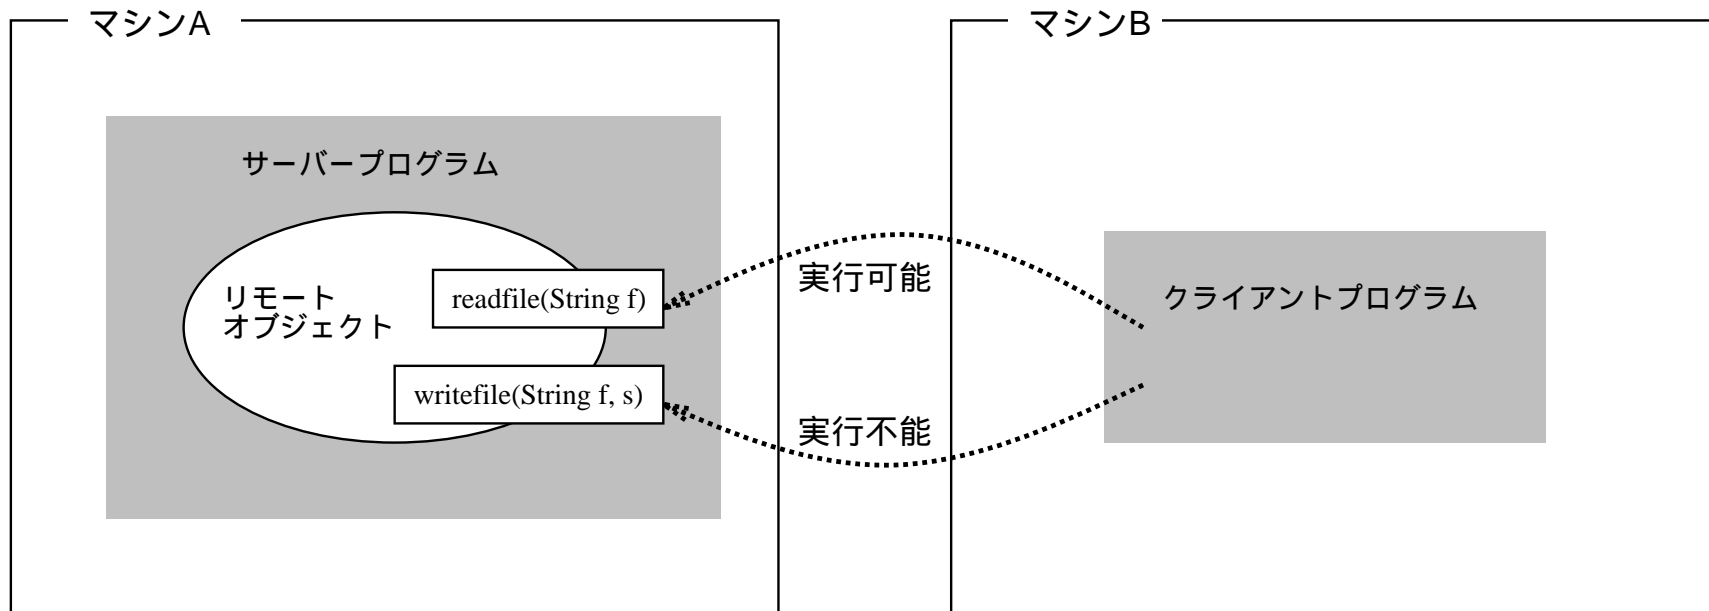 マシンA
マシンB
サーバープログラム
リモート
オブジェクト
readfile(String f)
writefile(String f, s)
実行可能
実行不能
クライアントプログラム